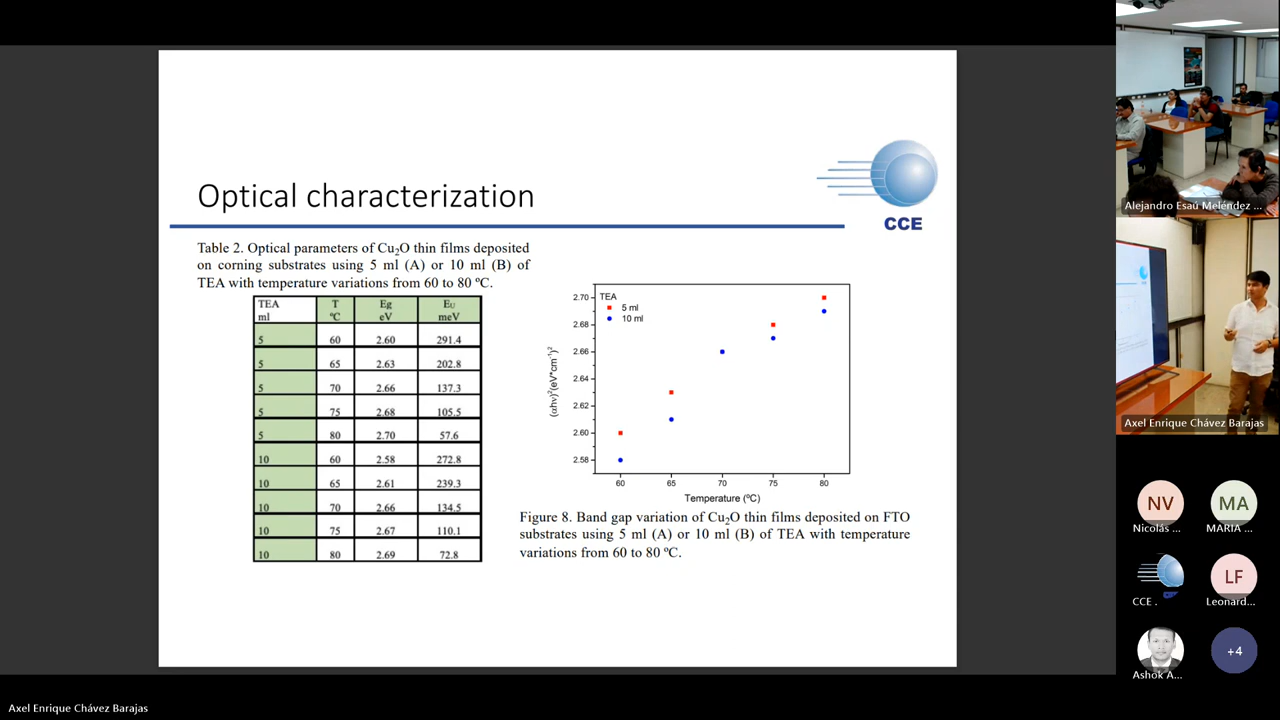 Optical characterization
CCE
Table 2. Optical parameters of Cu₂O thin films deposited
on corning substrates using 5 ml (A) or 10 ml (B) of
TEA with temperature variations from 60 to 80 ºC.
TEA ml T ºC Eg eV E_U meV
5 60 2.60 291.4
5 65 2.63 202.8
5 70 2.66 137.3
5 75 2.68 105.5
5 80 2.70 57.6
10 60 2.58 272.8
10 65 2.61 239.3
10 70 2.66 134.5
10 75 2.67 110.1
10 80 2.69 72.8
TEA
5 ml
10 ml
(αhν)²(eV*cm⁻¹)²
2.70
2.68
2.66
2.64
2.62
2.60
2.58
60 65 70 75 80
Temperature (ºC)
Figure 8. Band gap variation of Cu₂O thin films deposited on FTO
substrates using 5 ml (A) or 10 ml (B) of TEA with temperature
variations from 60 to 80 ºC.
Alejandro Esaú Meléndez ...
Axel Enrique Chávez Barajas
NV MA
Nicolás ... MARIA ...
LF
CCE . Leonard...
+4
Ashok A...
Axel Enrique Chávez Barajas